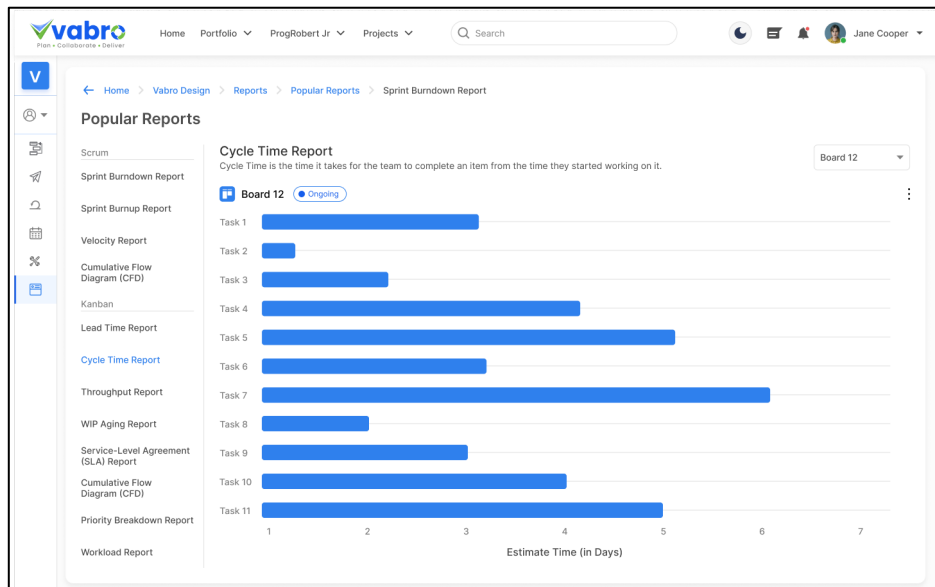 vabro
Plan • Collaborate • Deliver
Home
Portfolio
ProgRobert Jr
Projects
Search
Jane Cooper
V
Home > Vabro Design > Reports > Popular Reports > Sprint Burndown Report
Popular Reports
Scrum
Sprint Burndown Report
Sprint Burnup Report
Velocity Report
Cumulative Flow
Diagram (CFD)
Kanban
Lead Time Report
Cycle Time Report
Throughput Report
WIP Aging Report
Service-Level Agreement
(SLA) Report
Cumulative Flow
Diagram (CFD)
Priority Breakdown Report
Workload Report
Cycle Time Report
Cycle Time is the time it takes for the team to complete an item from the time they started working on it.
Board 12
Board 12
Ongoing
Task 1
Task 2
Task 3
Task 4
Task 5
Task 6
Task 7
Task 8
Task 9
Task 10
Task 11
1 2 3 4 5 6 7
Estimate Time (in Days)